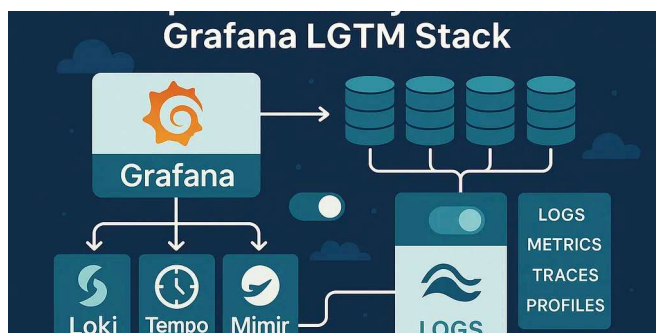 Grafana LGTM Stack
Grafana
LOGS
METRICS
TRACES
PROFILES
Loki
Tempo
Mimir
LOGS